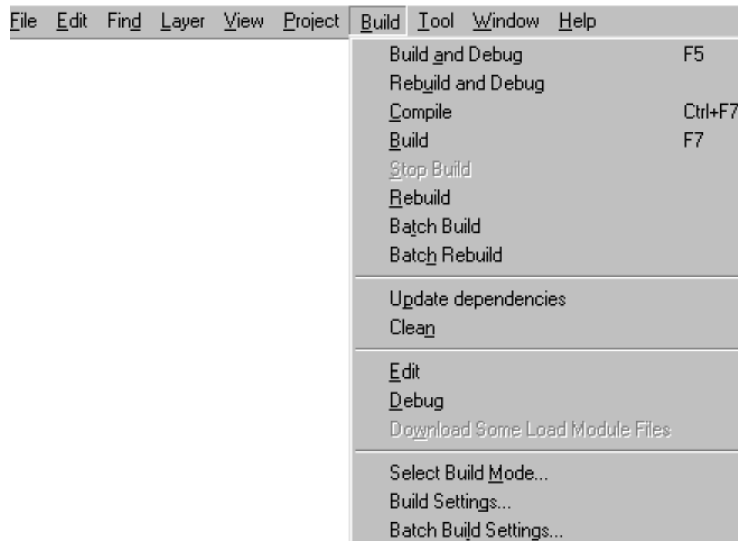 File Edit Find Layer View Project Build Tool Window Help
Build and Debug F5
Rebuild and Debug
Compile Ctrl+F7
Build F7
Stop Build
Rebuild
Batch Build
Batch Rebuild
Update dependencies
Clean
Edit
Debug
Download Some Load Module Files
Select Build Mode...
Build Settings...
Batch Build Settings...